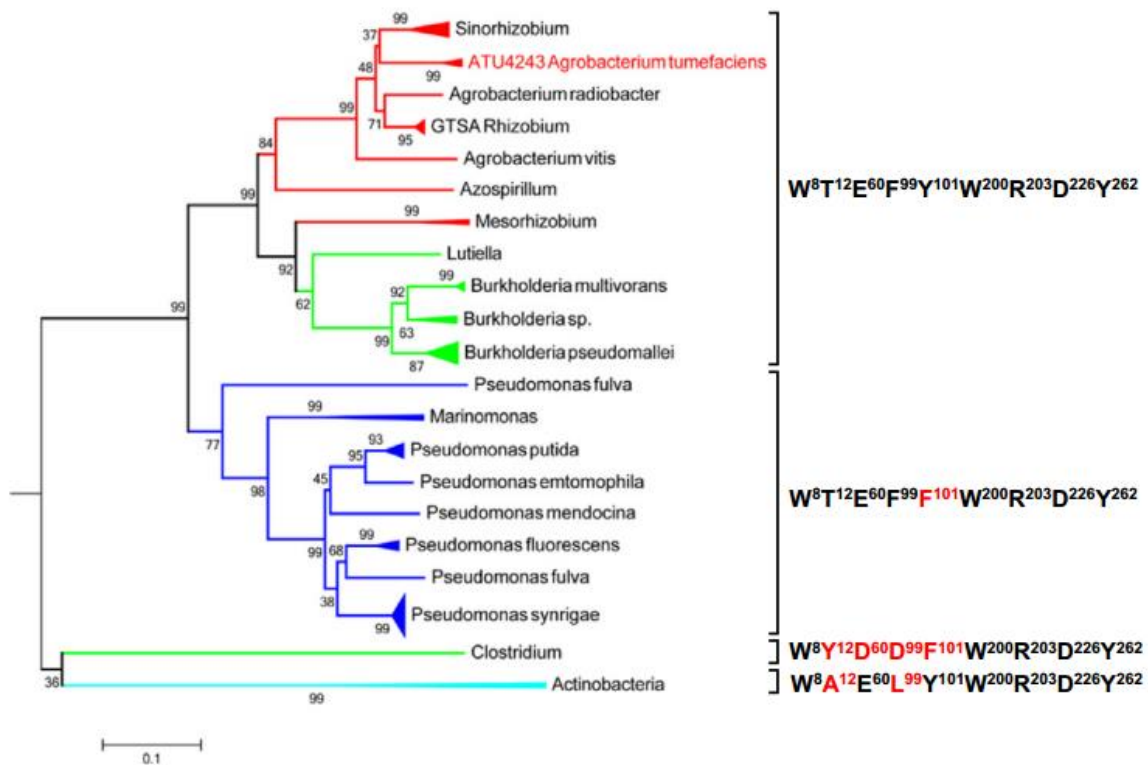 99
Sinorhizobium
37
ATU4243 Agrobacterium tumefaciens
48
99
Agrobacterium radiobacter
99
71
GTSA Rhizobium
95
84
Agrobacterium vitis
W⁸T¹²E⁶⁰F⁹⁹Y¹⁰¹W²⁰⁰R²⁰³D²²⁶Y²⁶²
99
Azospirillum
99
Mesorhizobium
92
Lutiella
62
99
Burkholderia multivorans
92
Burkholderia sp.
63
99
99
Burkholderia pseudomallei
87
Pseudomonas fulva
99
Marinomonas
77
93
Pseudomonas putida
95
45
Pseudomonas emtomophila
98
W⁸T¹²E⁶⁰F⁹⁹F¹⁰¹W²⁰⁰R²⁰³D²²⁶Y²⁶²
Pseudomonas mendocina
99
Pseudomonas fluorescens
68
99
Pseudomonas fulva
38
Pseudomonas synrigae
99
Clostridium
W⁸Y¹²D⁶⁰D⁹⁹F¹⁰¹W²⁰⁰R²⁰³D²²⁶Y²⁶²
36
Actinobacteria
W⁸A¹²E⁶⁰L⁹⁹Y¹⁰¹W²⁰⁰R²⁰³D²²⁶Y²⁶²
99
0.1